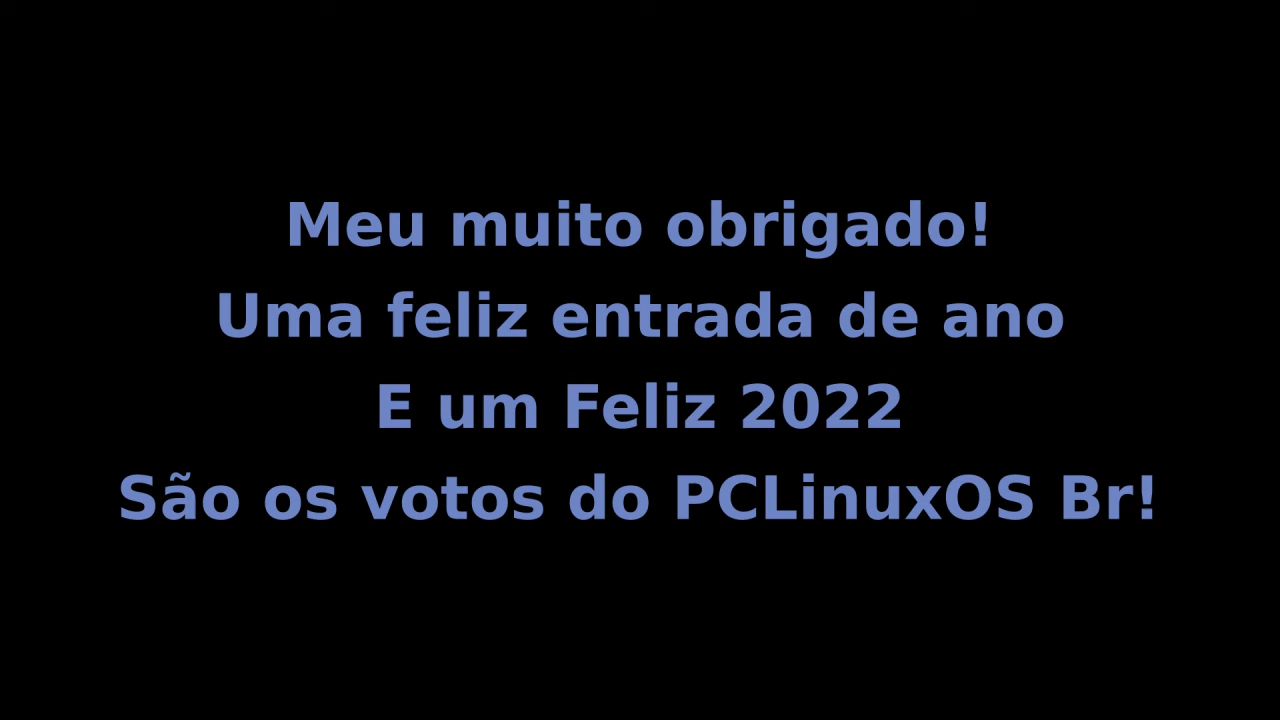 Meu muito obrigado!
Uma feliz entrada de ano
E um Feliz 2022
São os votos do PCLinuxOS Br!